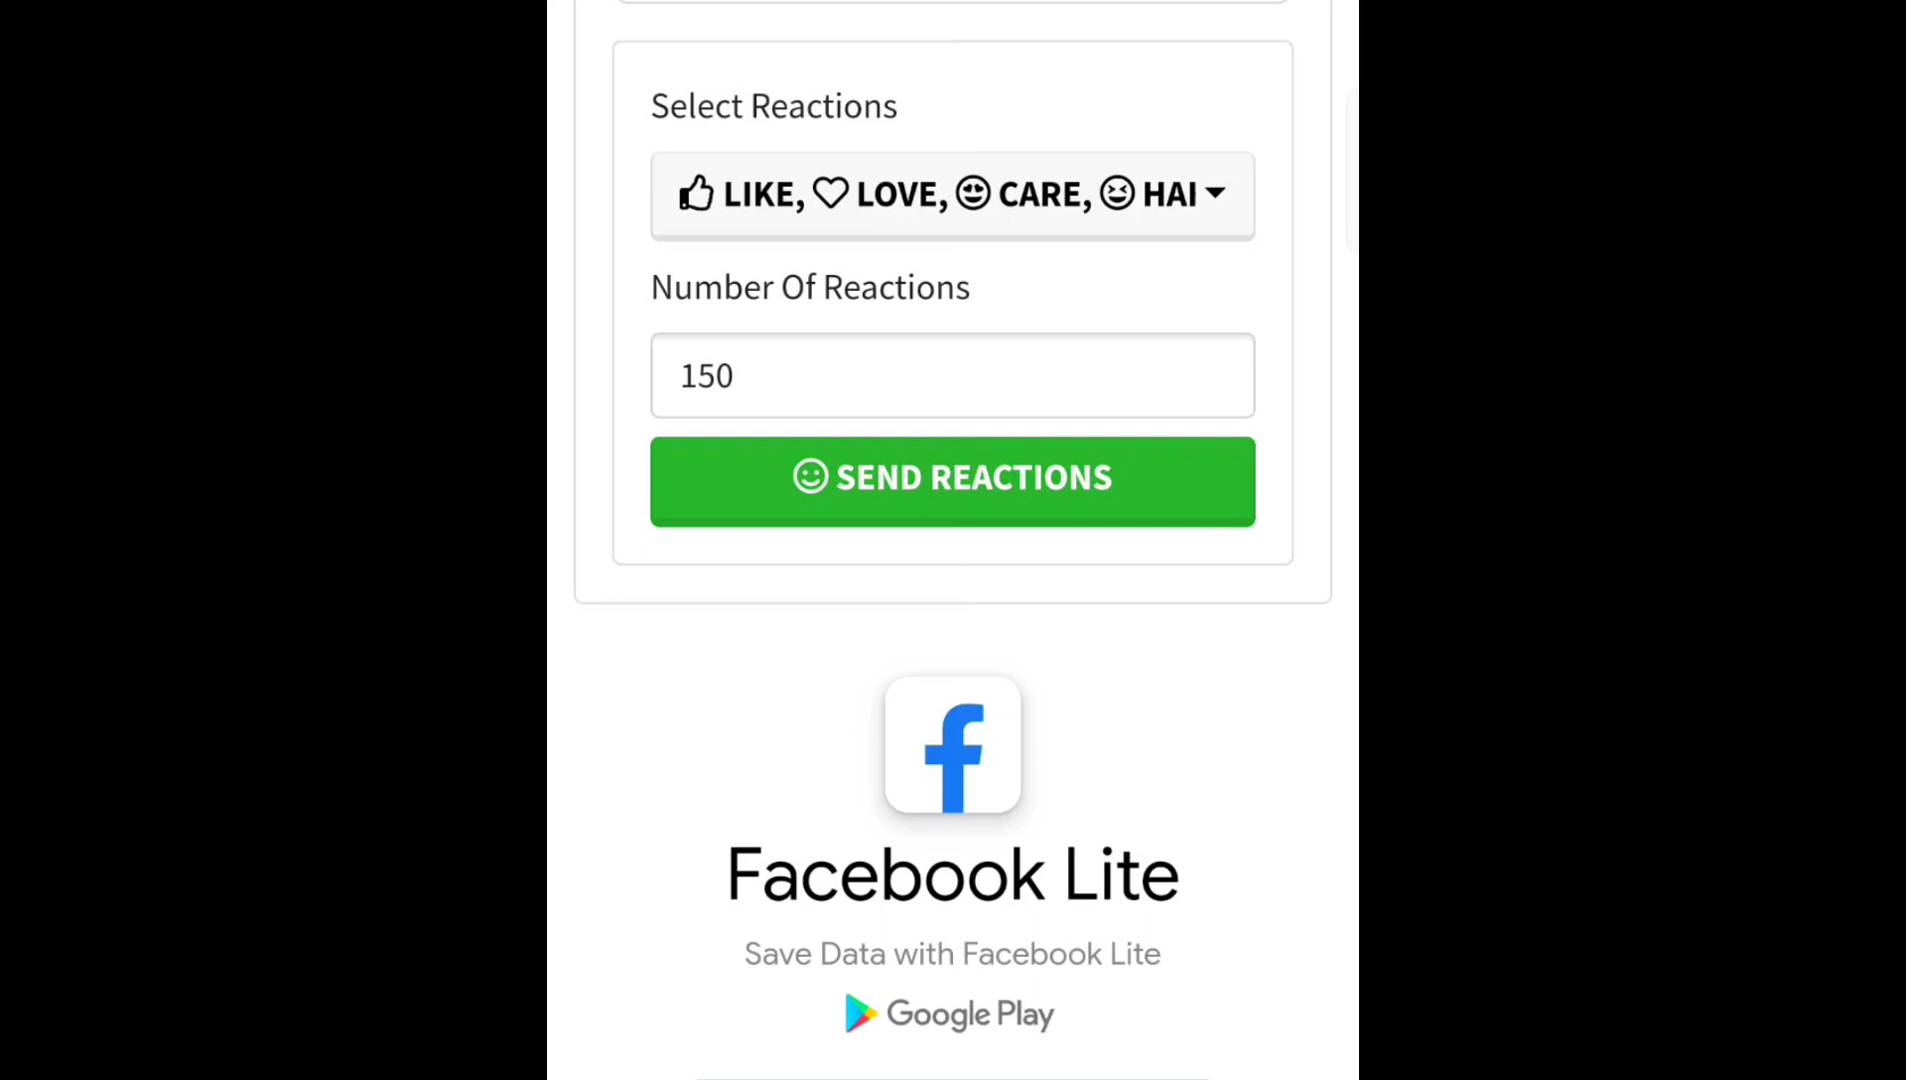 Select Reactions
LIKE, LOVE, CARE, HAI
Number Of Reactions
150
SEND REACTIONS
Facebook Lite
Save Data with Facebook Lite
Google Play